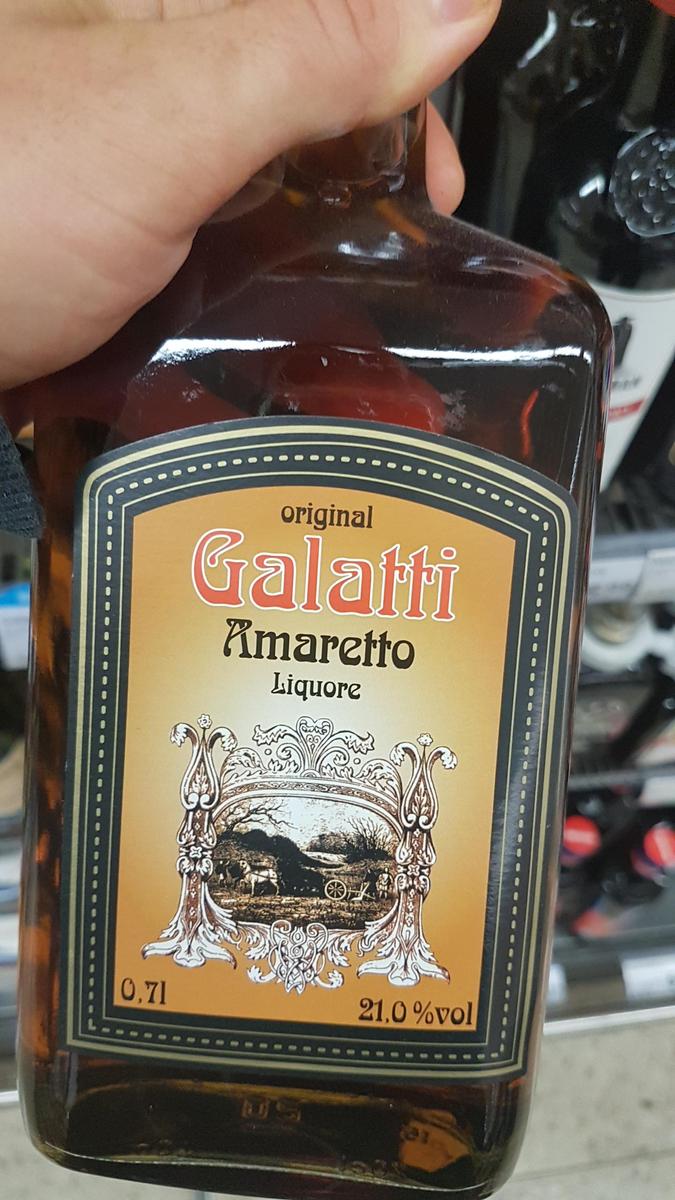 original
Galatti
Amaretto
Liquore
0,7l
21,0 %vol